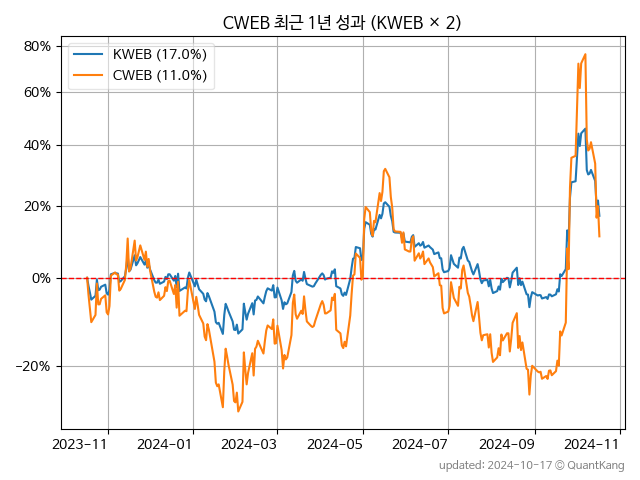 CWEB 최근 1년 성과 (KWEB × 2)
KWEB (17.0%)
CWEB (11.0%)
80%
60%
40%
20%
0%
−20%
2023-11 2024-01 2024-03 2024-05 2024-07 2024-09 2024-11
updated: 2024-10-17 © QuantKang